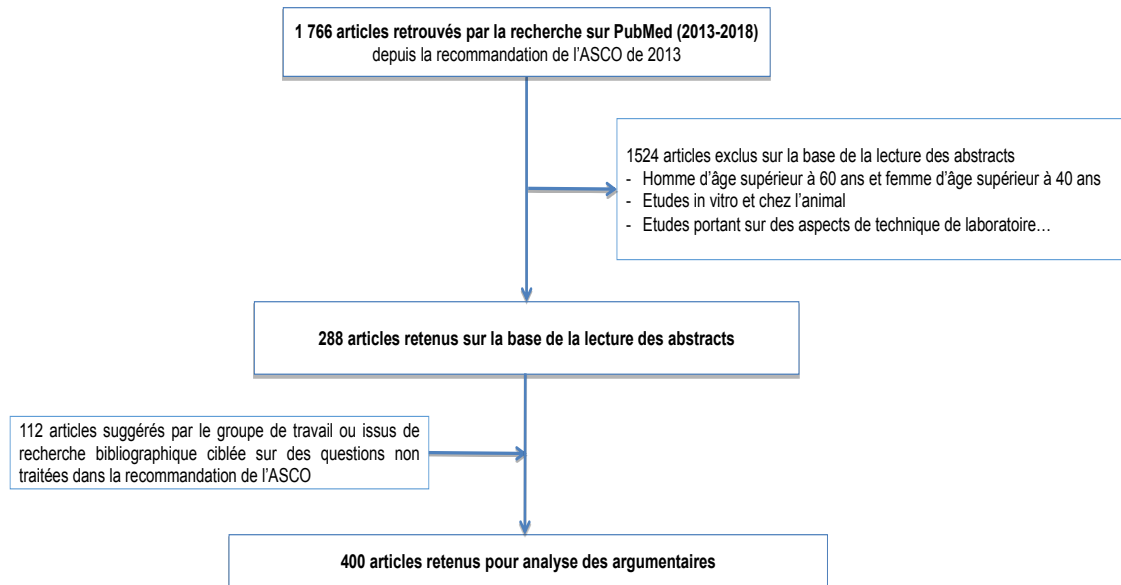 1 766 articles retrouvés par la recherche sur PubMed (2013-2018)
depuis la recommandation de l’ASCO de 2013
1524 articles exclus sur la base de la lecture des abstracts
- Homme d’âge supérieur à 60 ans et femme d’âge supérieur à 40 ans
- Etudes in vitro et chez l’animal
- Etudes portant sur des aspects de technique de laboratoire…
288 articles retenus sur la base de la lecture des abstracts
112 articles suggérés par le groupe de travail ou issus de
recherche bibliographique ciblée sur des questions non
traitées dans la recommandation de l’ASCO
400 articles retenus pour analyse des argumentaires